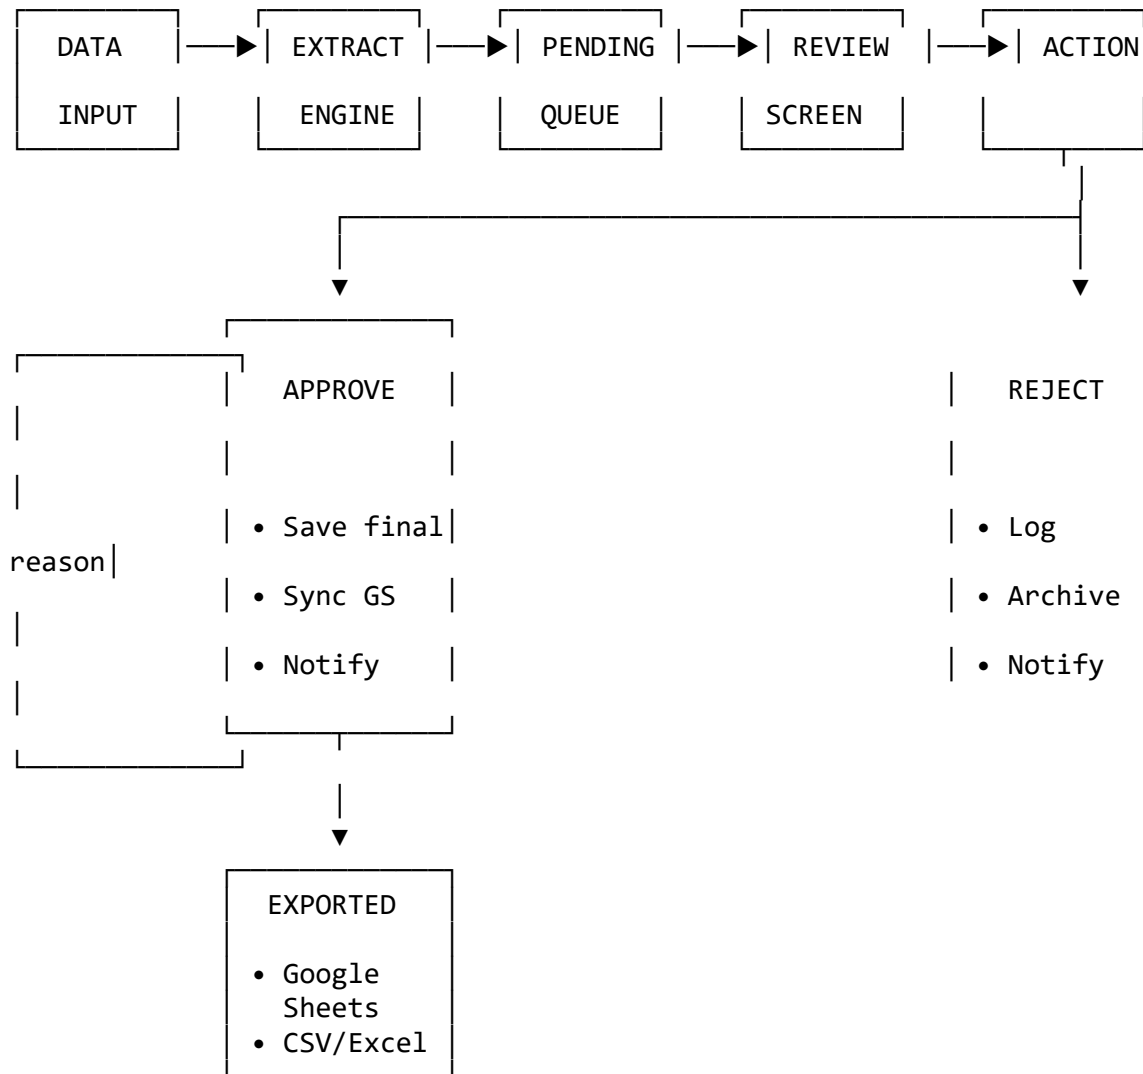 DATA EXTRACT PENDING REVIEW ACTION
INPUT ENGINE QUEUE SCREEN
APPROVE REJECT
• Save final • Log
reason
• Sync GS • Archive
• Notify • Notify
EXPORTED
• Google
Sheets
• CSV/Excel